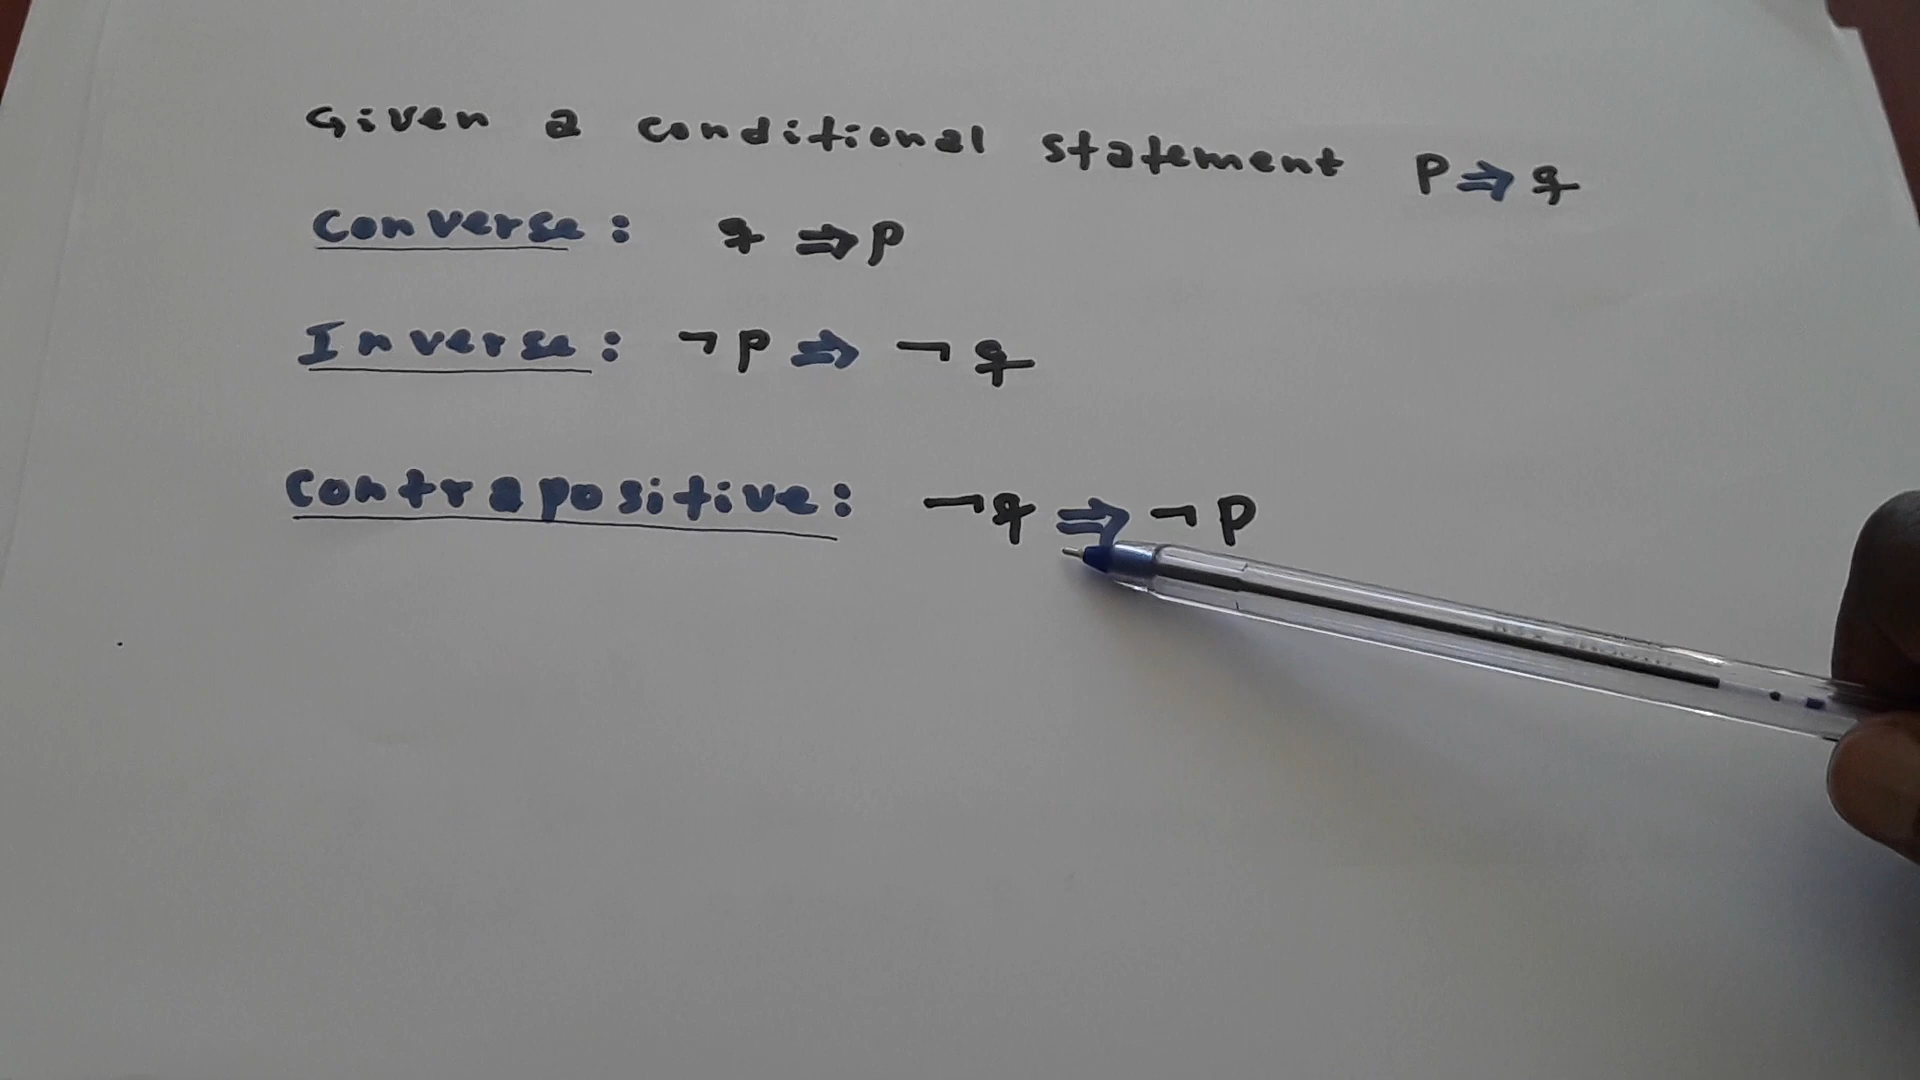 Given a conditional statement P ⇒ q
Converse: q ⇒ p
Inverse: ¬ p ⇒ ¬ q
Contrapositive: ¬q ⇒ ¬ p